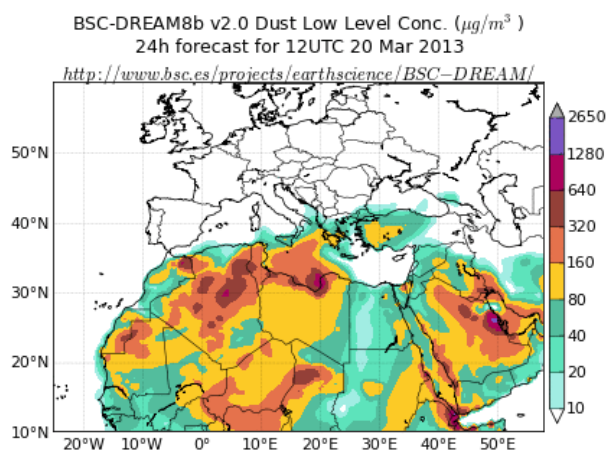 BSC-DREAM8b v2.0 Dust Low Level Conc. (μg/m³ )
24h forecast for 12UTC 20 Mar 2013
http://www.bsc.es/projects/earthscience/BSC−DREAM/
2650
1280
640
320
160
80
40
20
10
50°N
40°N
30°N
20°N
10°N
20°W 10°W 0° 10°E 20°E 30°E 40°E 50°E